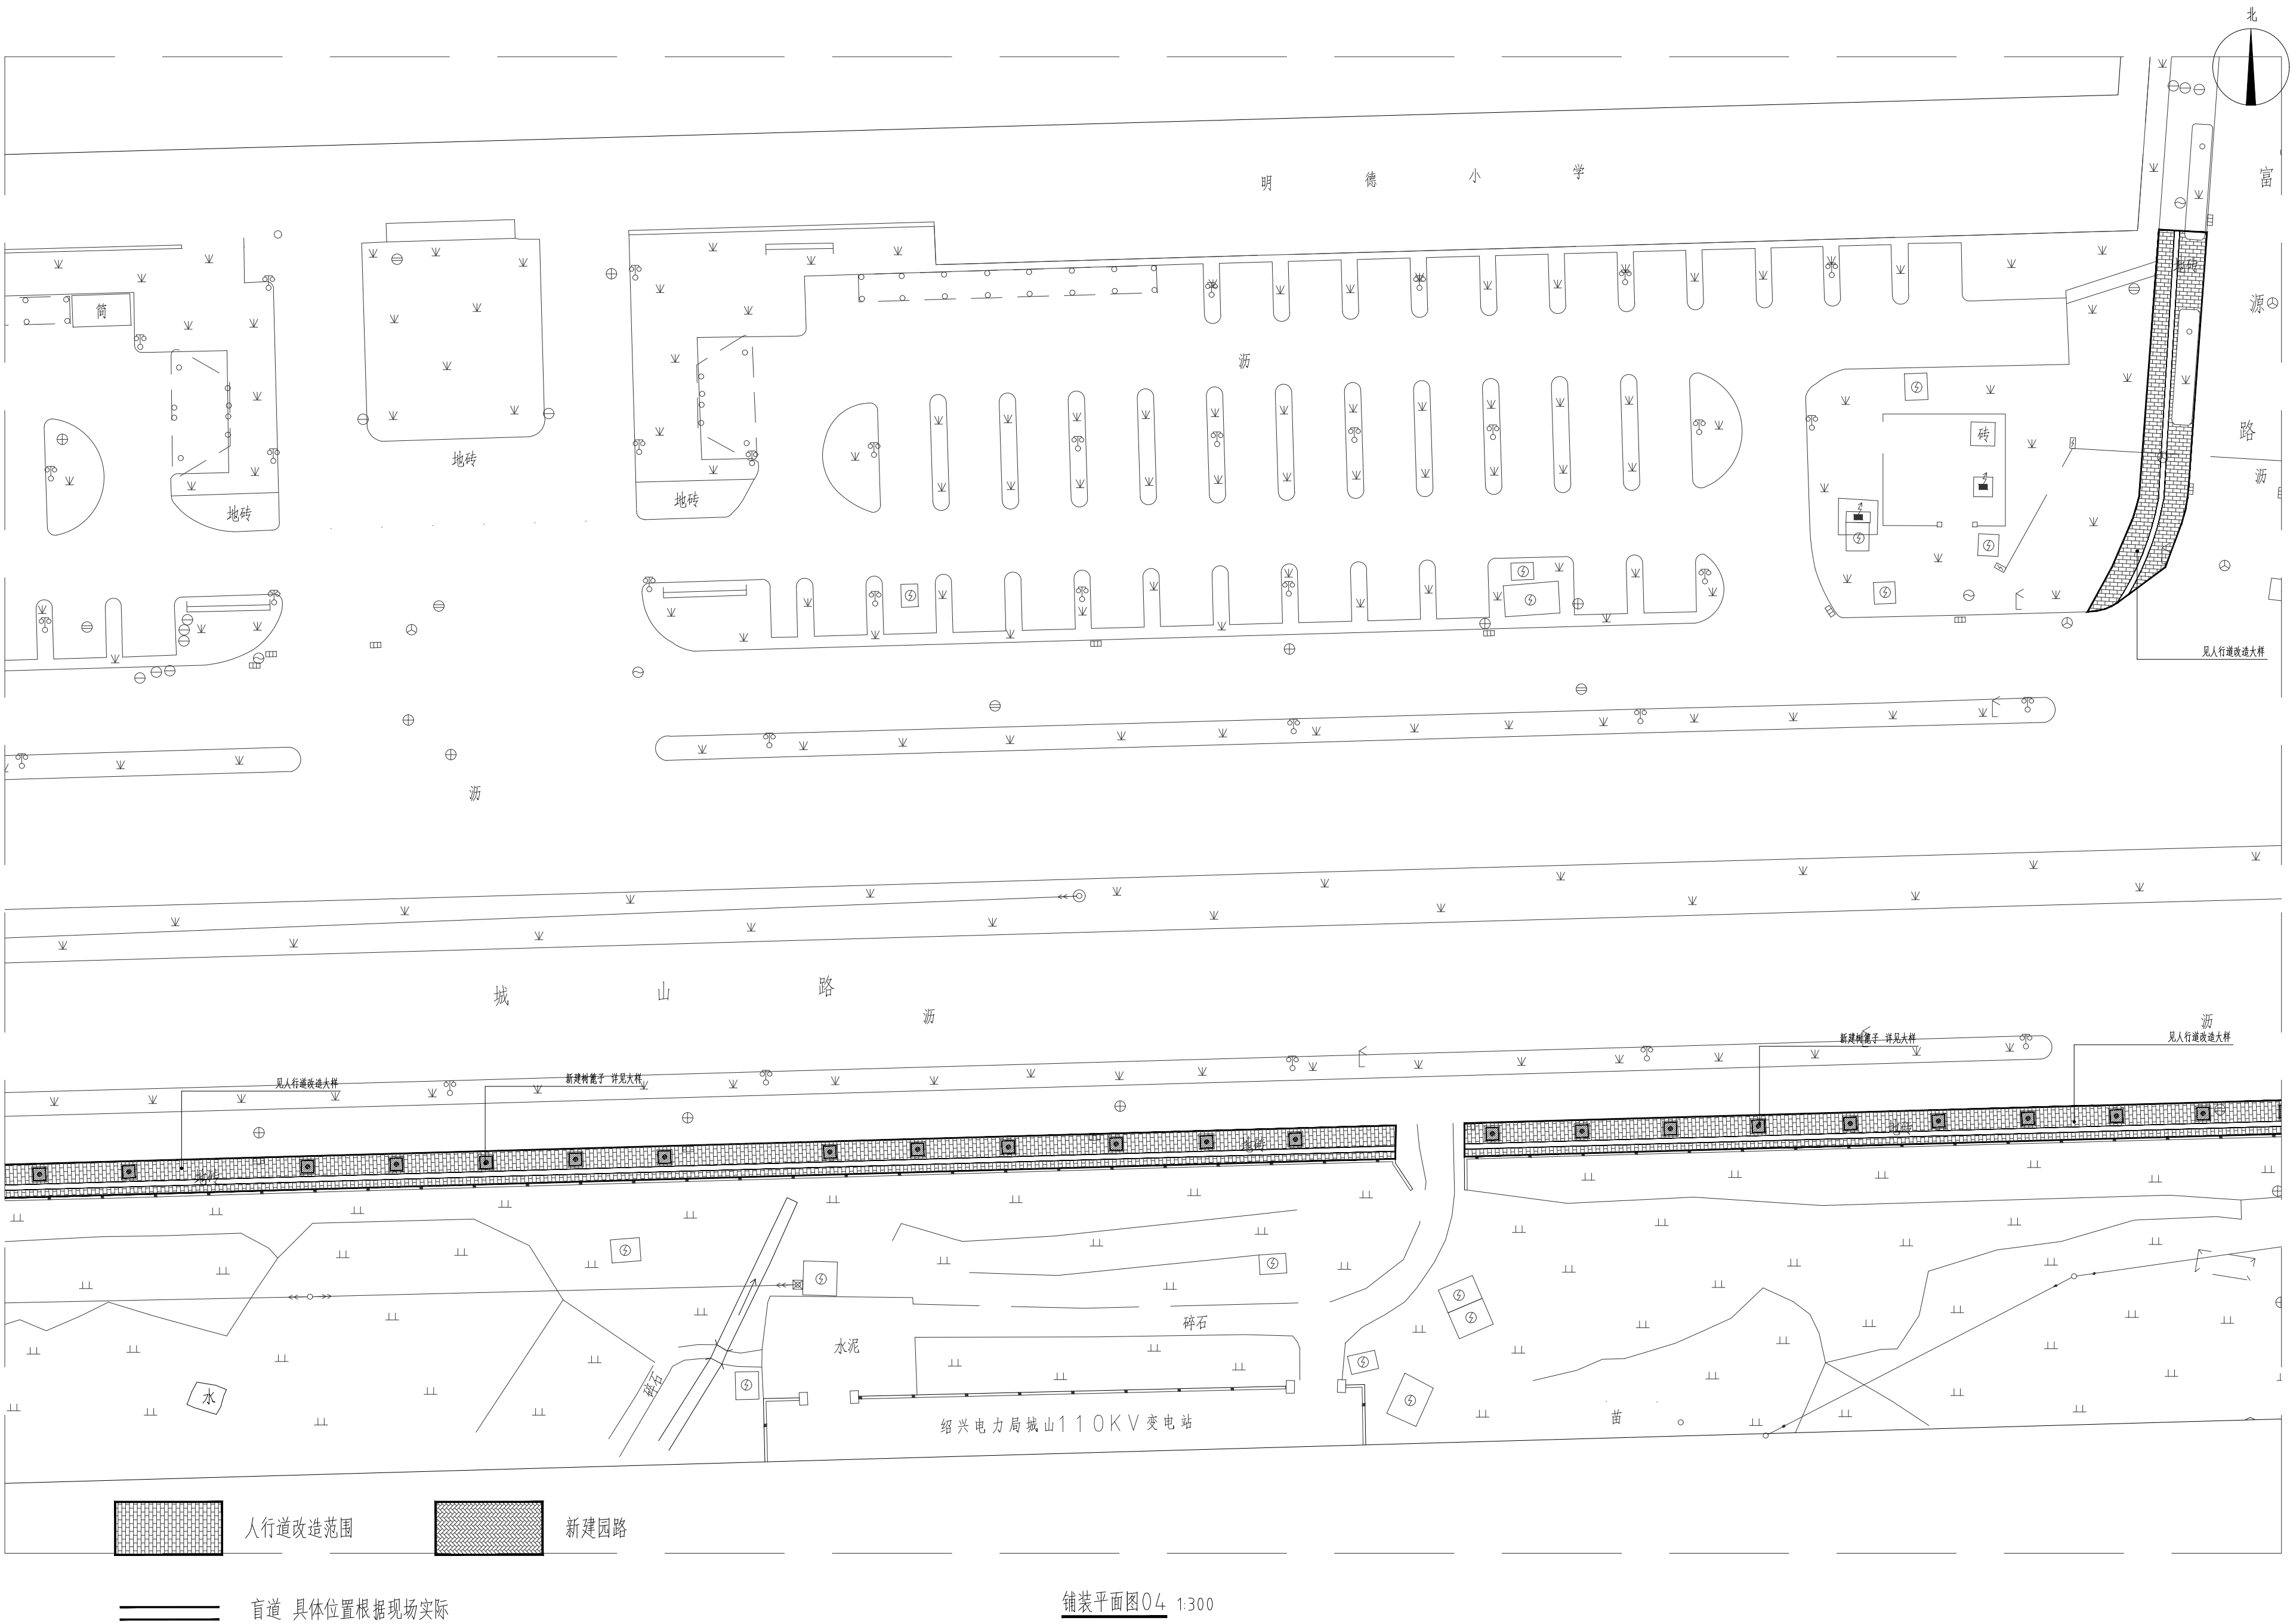 北
明 德 小 学
富 源 路
地砖
筒
沥
砖
地砖
地砖
地砖
沥
见人行道改造大样
沥
城 山 路
沥
沥
见人行道改造大样
新建树篦子 详见大样
新建树篦子 详见大样
见人行道改造大样
地砖
地砖
地砖
碎石
水泥
碎石
水
绍兴电力局城山110KV变电站
苗
人行道改造范围
新建园路
盲道 具体位置根据现场实际
铺装平面图04 1:300